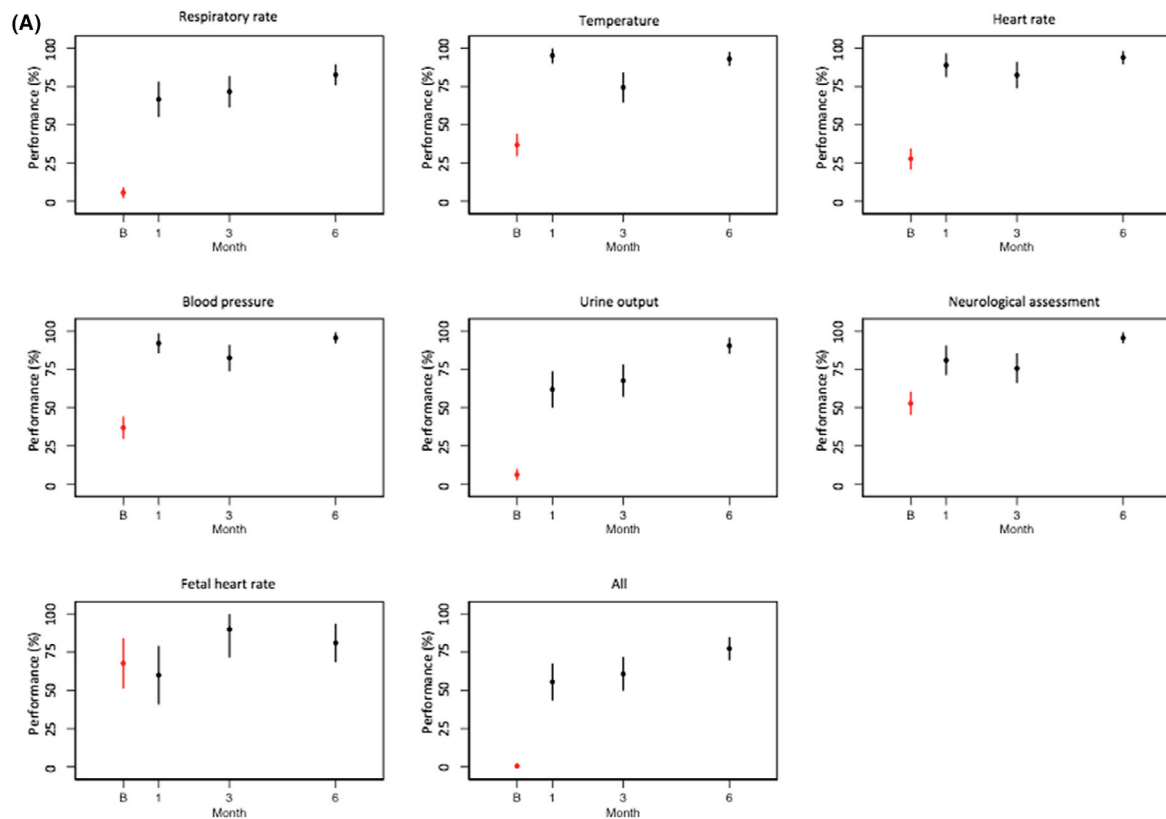 (A)
Respiratory rate
Performance (%)
0 25 50 75 100
B 1 3 6
Month
Temperature
Performance (%)
0 25 50 75 100
B 1 3 6
Month
Heart rate
Performance (%)
0 25 50 75 100
B 1 3 6
Month
Blood pressure
Performance (%)
0 25 50 75 100
B 1 3 6
Month
Urine output
Performance (%)
0 25 50 75 100
B 1 3 6
Month
Neurological assessment
Performance (%)
0 25 50 75 100
B 1 3 6
Month
Fetal heart rate
Performance (%)
0 25 50 75 100
B 1 3 6
Month
All
Performance (%)
0 25 50 75 100
B 1 3 6
Month